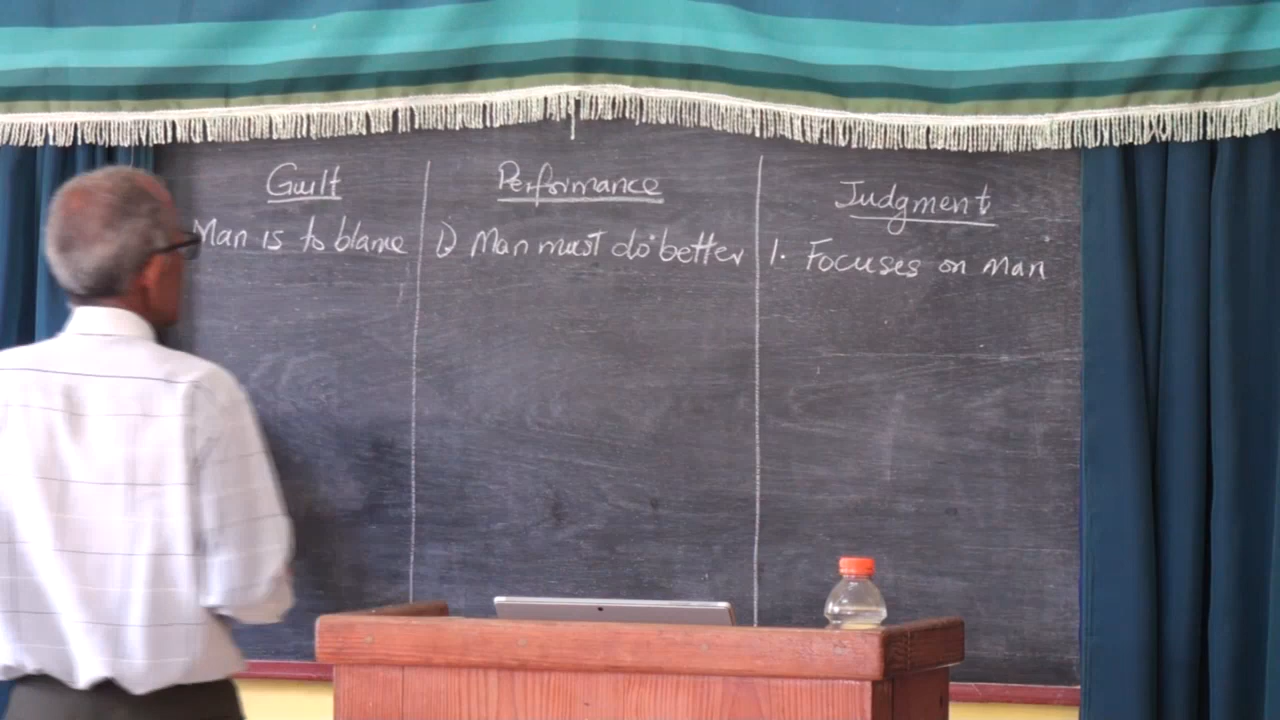 Guilt
Man is to blame
Performance
1) Man must do better
Judgment
1. Focuses on man